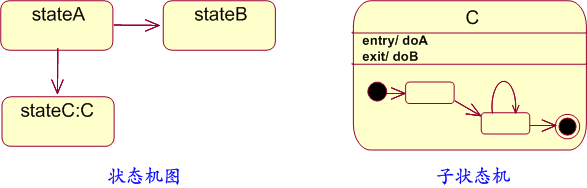 stateA
stateB
stateC:C
C
entry/ doA
exit/ doB
状态机图
子状态机